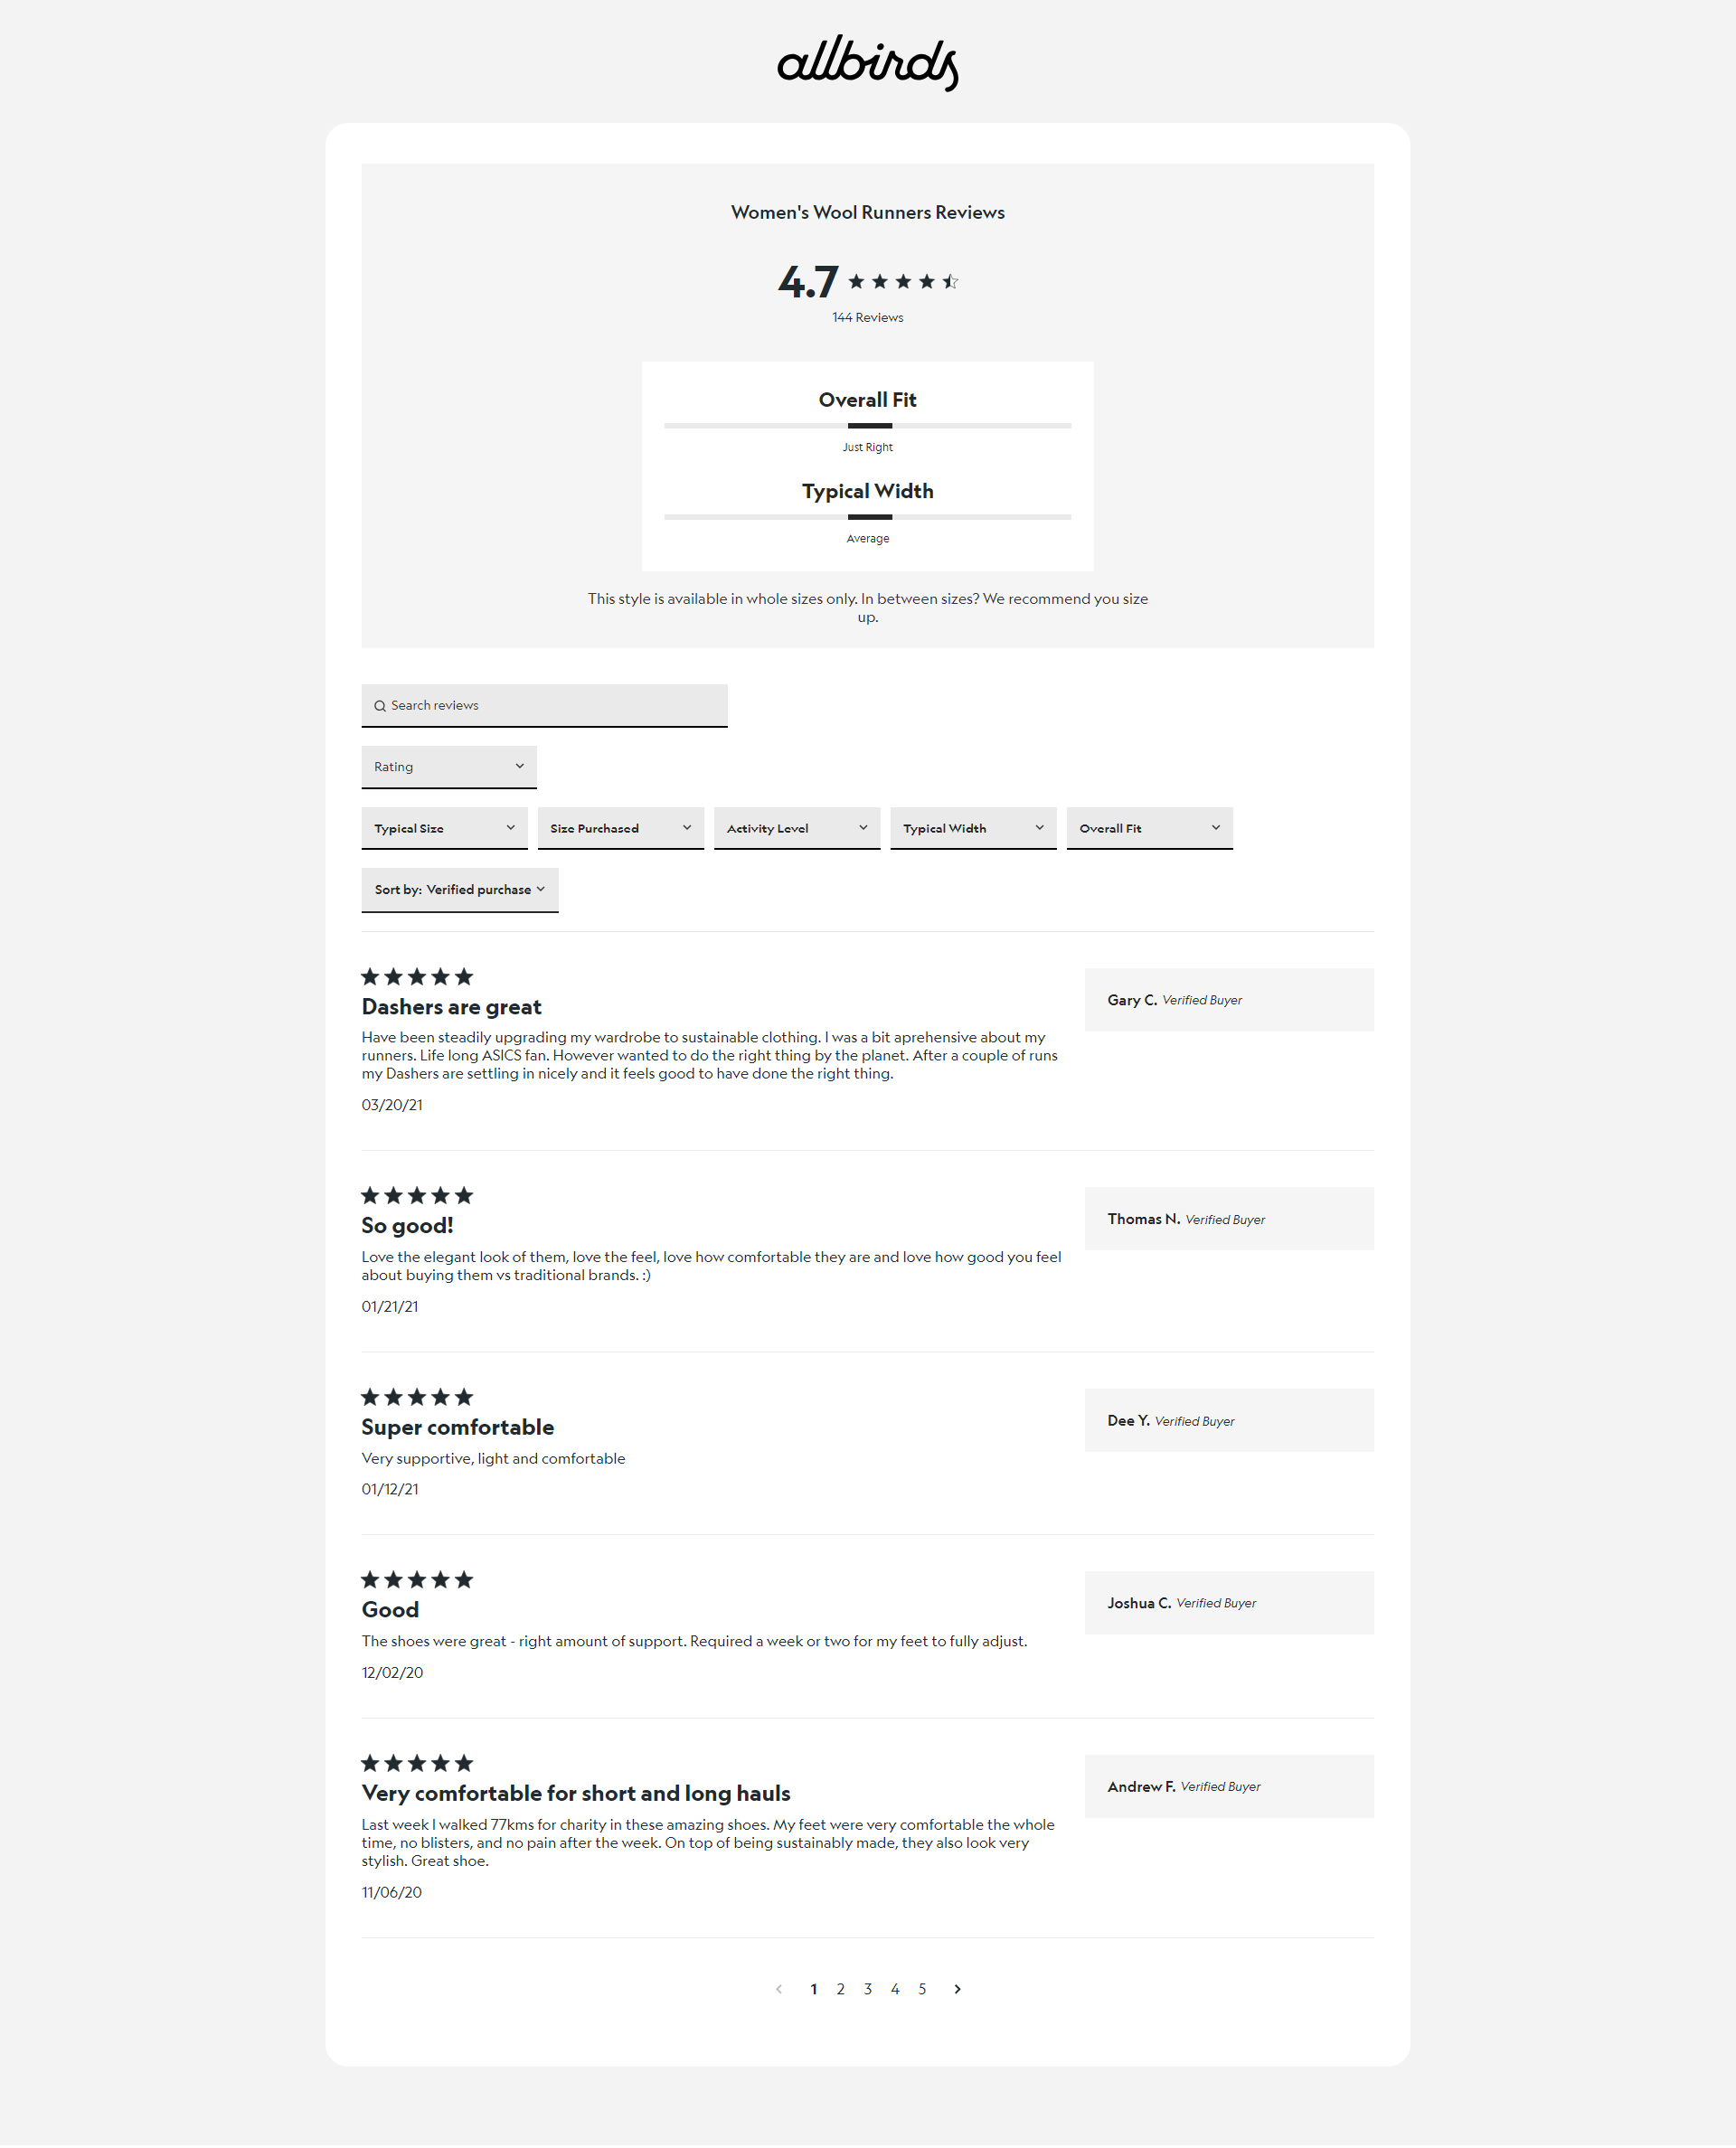 allbirds
Women's Wool Runners Reviews
4.7
144 Reviews
Overall Fit
Just Right
Typical Width
Average
This style is available in whole sizes only. In between sizes? We recommend you size
up.
Search reviews
Rating
Typical Size
Size Purchased
Activity Level
Typical Width
Overall Fit
Sort by: Verified purchase
Dashers are great
Have been steadily upgrading my wardrobe to sustainable clothing. I was a bit aprehensive about my
runners. Life long ASICS fan. However wanted to do the right thing by the planet. After a couple of runs
my Dashers are settling in nicely and it feels good to have done the right thing.
03/20/21
Gary C. Verified Buyer
So good!
Love the elegant look of them, love the feel, love how comfortable they are and love how good you feel
about buying them vs traditional brands. :)
01/21/21
Thomas N. Verified Buyer
Super comfortable
Very supportive, light and comfortable
01/12/21
Dee Y. Verified Buyer
Good
The shoes were great - right amount of support. Required a week or two for my feet to fully adjust.
12/02/20
Joshua C. Verified Buyer
Very comfortable for short and long hauls
Last week I walked 77kms for charity in these amazing shoes. My feet were very comfortable the whole
time, no blisters, and no pain after the week. On top of being sustainably made, they also look very
stylish. Great shoe.
11/06/20
Andrew F. Verified Buyer
1 2 3 4 5